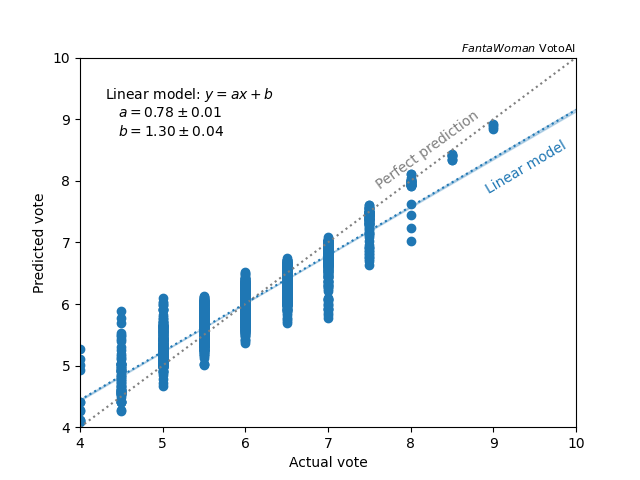 FantaWoman VotoAI
10
9
8
7
6
5
4
Predicted vote
Linear model: y = ax + b
a = 0.78 ± 0.01
b = 1.30 ± 0.04
Perfect prediction
Linear model
4 5 6 7 8 9 10
Actual vote